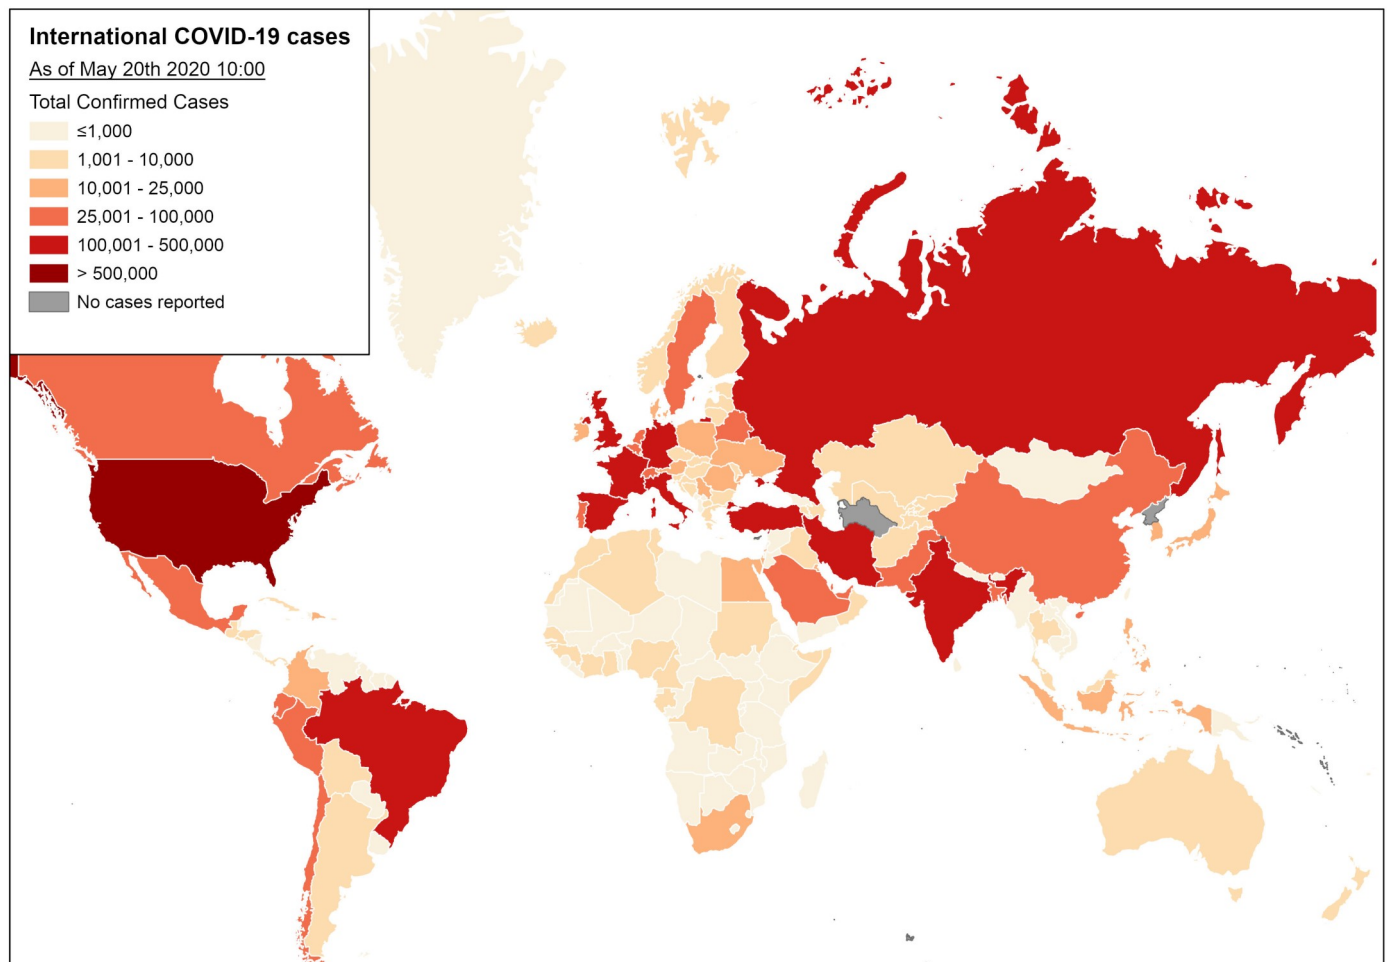 International COVID-19 cases
As of May 20th 2020 10:00
Total Confirmed Cases
≤1,000
1,001 - 10,000
10,001 - 25,000
25,001 - 100,000
100,001 - 500,000
> 500,000
No cases reported